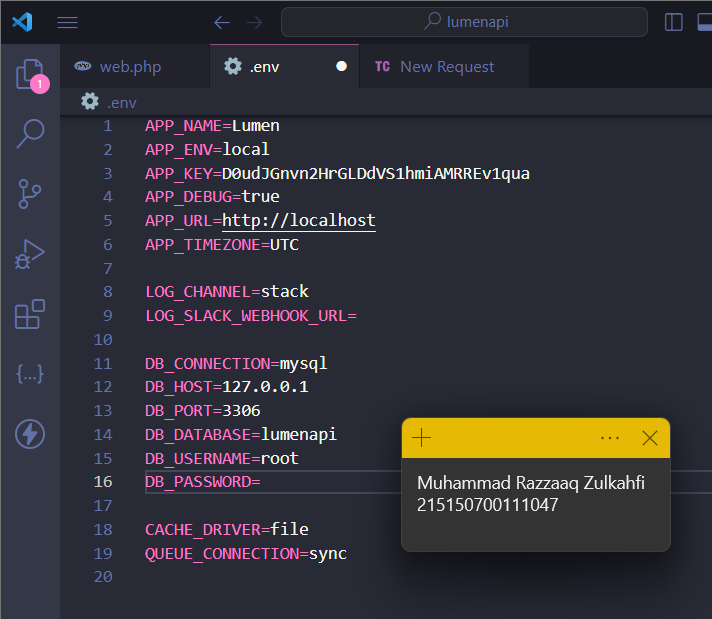 lumenapi
web.php
.env
TC New Request
1
.env
1 APP_NAME=Lumen
2 APP_ENV=local
3 APP_KEY=D0udJGnvn2HrGLDdVS1hmiAMRREv1qua
4 APP_DEBUG=true
5 APP_URL=http://localhost
6 APP_TIMEZONE=UTC
7
8 LOG_CHANNEL=stack
9 LOG_SLACK_WEBHOOK_URL=
10
11 DB_CONNECTION=mysql
12 DB_HOST=127.0.0.1
13 DB_PORT=3306
14 DB_DATABASE=lumenapi
15 DB_USERNAME=root
16 DB_PASSWORD=
17
18 CACHE_DRIVER=file
19 QUEUE_CONNECTION=sync
20
Muhammad Razzaaq Zulkahfi
215150700111047